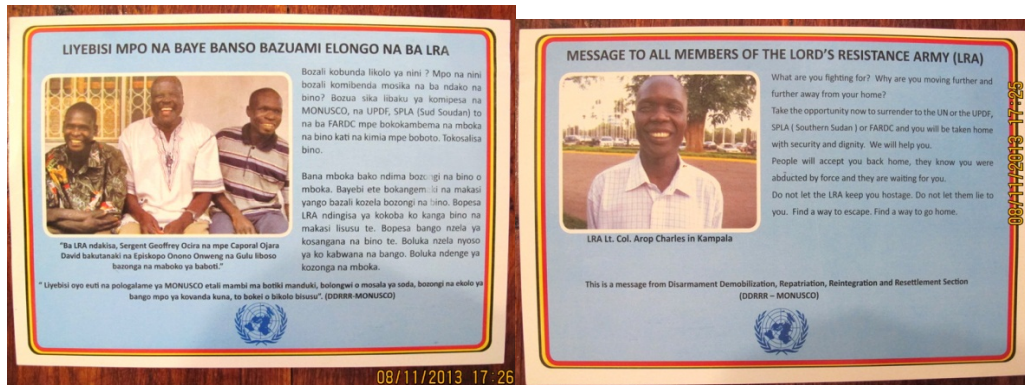 LIYEBISI MPO NA BAYE BANSO BAZUAMI ELONGO NA BA LRA
Bozali kobunda likolo ya nini ? Mpo na nini
bozali komibenda mosika na ba ndako na
bino? Bozua sika libaku ya komipesa na
MONUSCO, na UPDF, SPLA (Sud Soudan) to
na ba FARDC mpe bokokambema na mboka
na bino kati na kimia mpe boboto. Tokosalisa
bino.
Bana mboka bako ndima bozongi na bino o
mboka. Bayebi ete bokangemaki na makasi
yango bazali kozela bozongi na bino. Bopesa
LRA ndingisa ya kokoba ko kanga bino na
makasi lisusu te. Bopesa bango nzela ya
kosangana na bino te. Boluka nzela nyoso
ya ko kabwana na bango. Boluka ndenge ya
kozonga na mboka.
"Ba LRA ndakisa, Sergent Geoffrey Ocira na mpe Caporal Ojara
David bakutanaki na Episkopo Onono Onweng na Gulu liboso
bazonga na maboko ya baboti."
" Liyebisi oyo euti na pologalame ya MONUSCO etali mambi ma botiki manduki, bolongwi o mosala ya soda, bozongi na ekolo ya
bango mpo ya kovanda kuna, to bokei o bikolo bisusu". (DDRRR-MONUSCO)
08/11/2013 17:26
MESSAGE TO ALL MEMBERS OF THE LORD'S RESISTANCE ARMY (LRA)
What are you fighting for? Why are you moving further and
further away from your home?
Take the opportunity now to surrender to the UN or the UPDF,
SPLA ( Southern Sudan ) or FARDC and you will be taken home
with security and dignity. We will help you.
People will accept you back home, they know you were
abducted by force and they are waiting for you.
Do not let the LRA keep you hostage. Do not let them lie to
you. Find a way to escape. Find a way to go home.
LRA Lt. Col. Arop Charles in Kampala
This is a message from Disarmament Demobilization, Repatriation, Reintegration and Resettlement Section
(DDRRR – MONUSCO)
08/11/2013 17:25